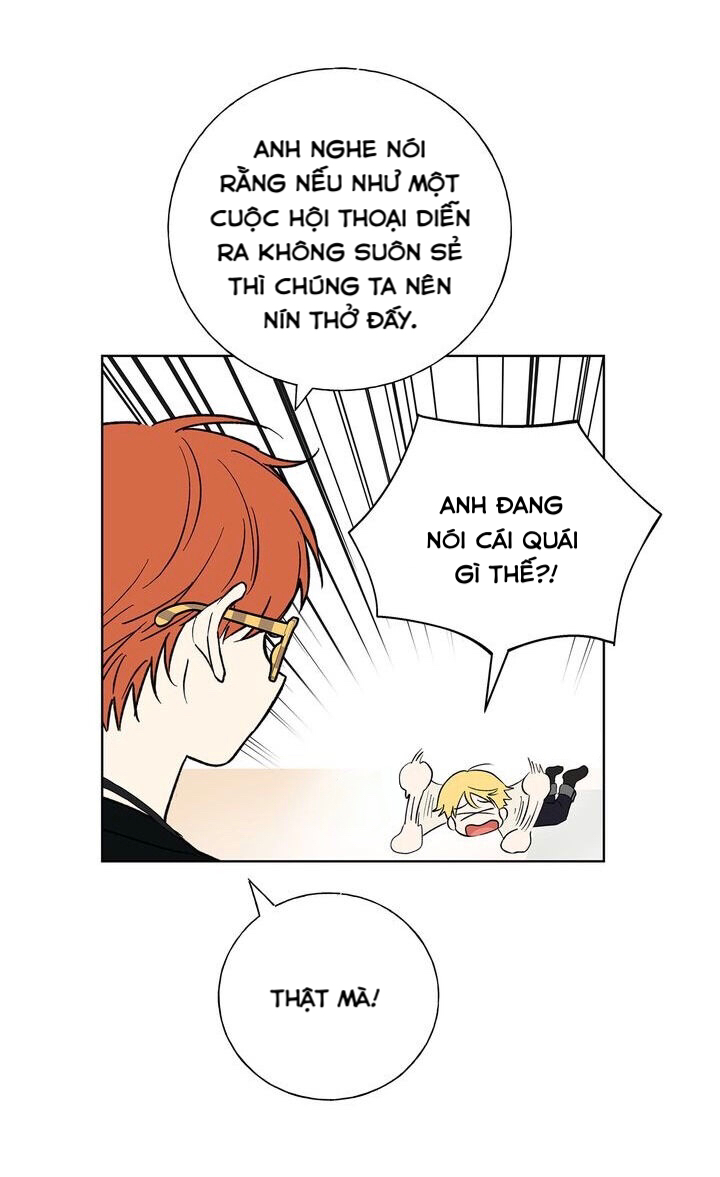 ANH NGHE NÓI
RẰNG NẾU NHƯ MỘT
CUỘC HỘI THOẠI DIỄN
RA KHÔNG SUÔN SẺ
THÌ CHÚNG TA NÊN
NÍN THỞ ĐẤY.
ANH ĐANG
NÓI CÁI QUÁI
GÌ THẾ?!
THẬT MÀ!